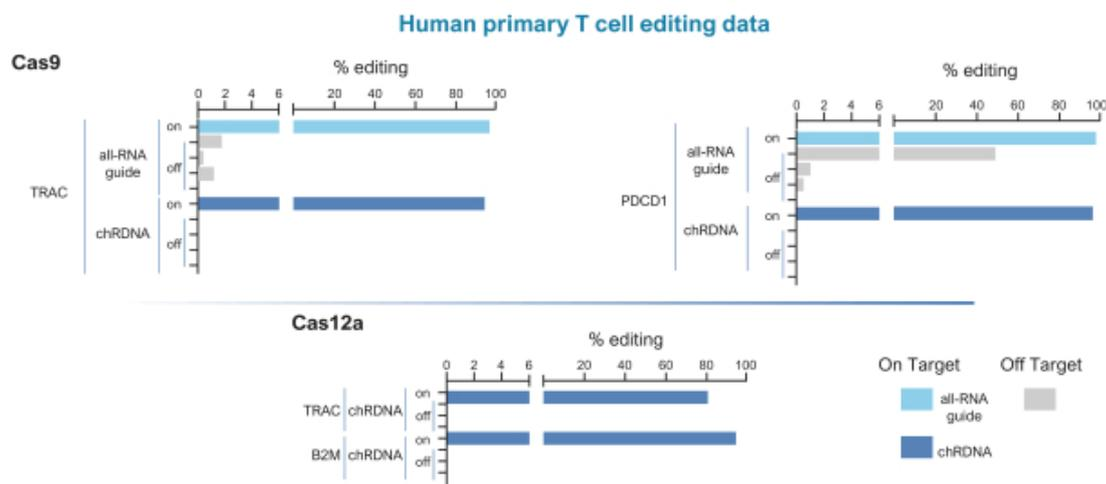 Human primary T cell editing data
Cas9
% editing
0 2 4 6 20 40 60 80 100
TRAC
all-RNA
guide
on
off
chRDNA
on
off
% editing
0 2 4 6 20 40 60 80 100
PDCD1
all-RNA
guide
on
off
chRDNA
on
off
Cas12a
% editing
0 2 4 6 20 40 60 80 100
TRAC chRDNA
on
off
B2M chRDNA
on
off
On Target Off Target
all-RNA
guide
chRDNA